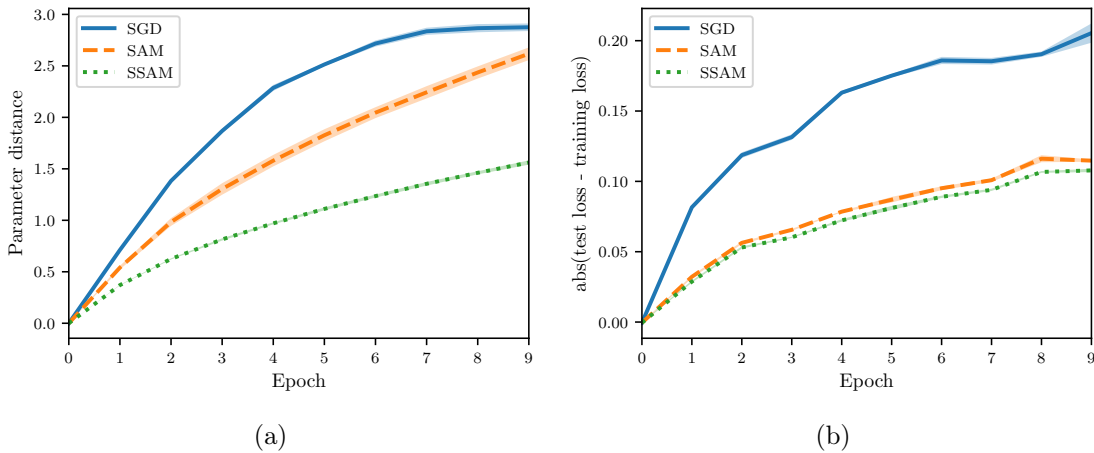 3.0
2.5
2.0
1.5
1.0
0.5
0.0
Parameter distance
SGD
SAM
SSAM
0 1 2 3 4 5 6 7 8 9
Epoch
(a)
0.20
0.15
0.10
0.05
0.00
abs(test loss - training loss)
SGD
SAM
SSAM
0 1 2 3 4 5 6 7 8 9
Epoch
(b)